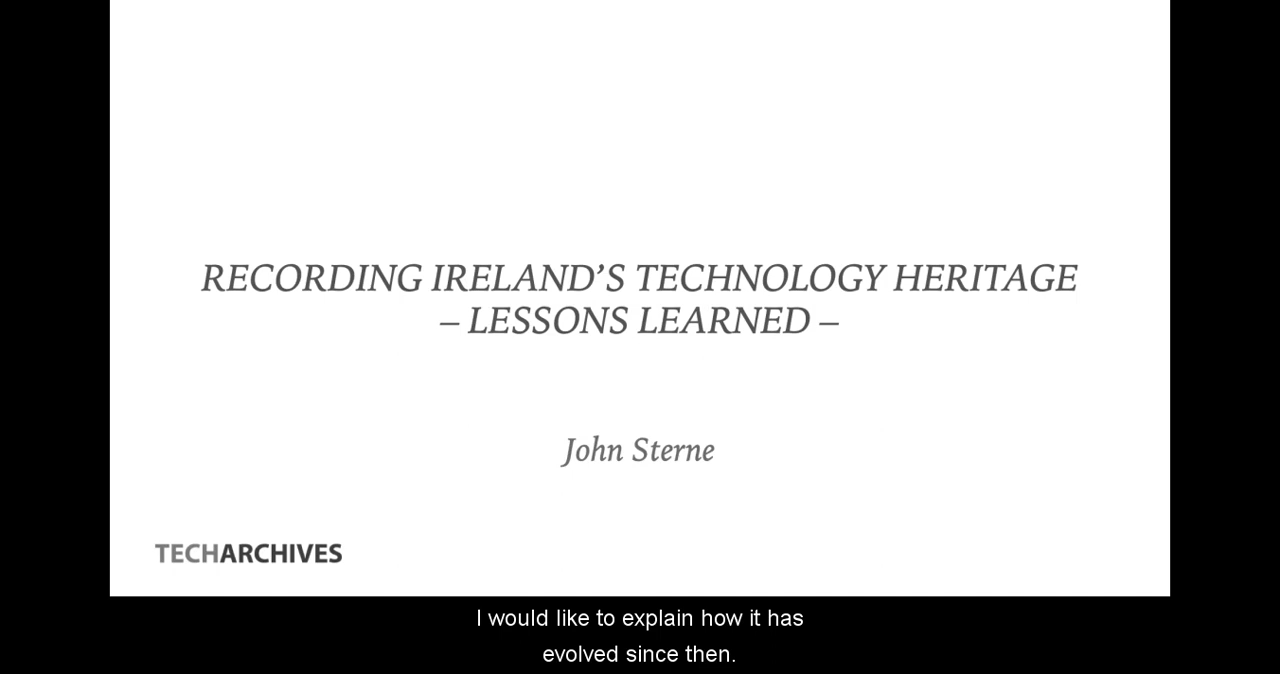 RECORDING IRELAND’S TECHNOLOGY HERITAGE
– LESSONS LEARNED –
John Sterne
TECHARCHIVES
I would like to explain how it has
evolved since then.